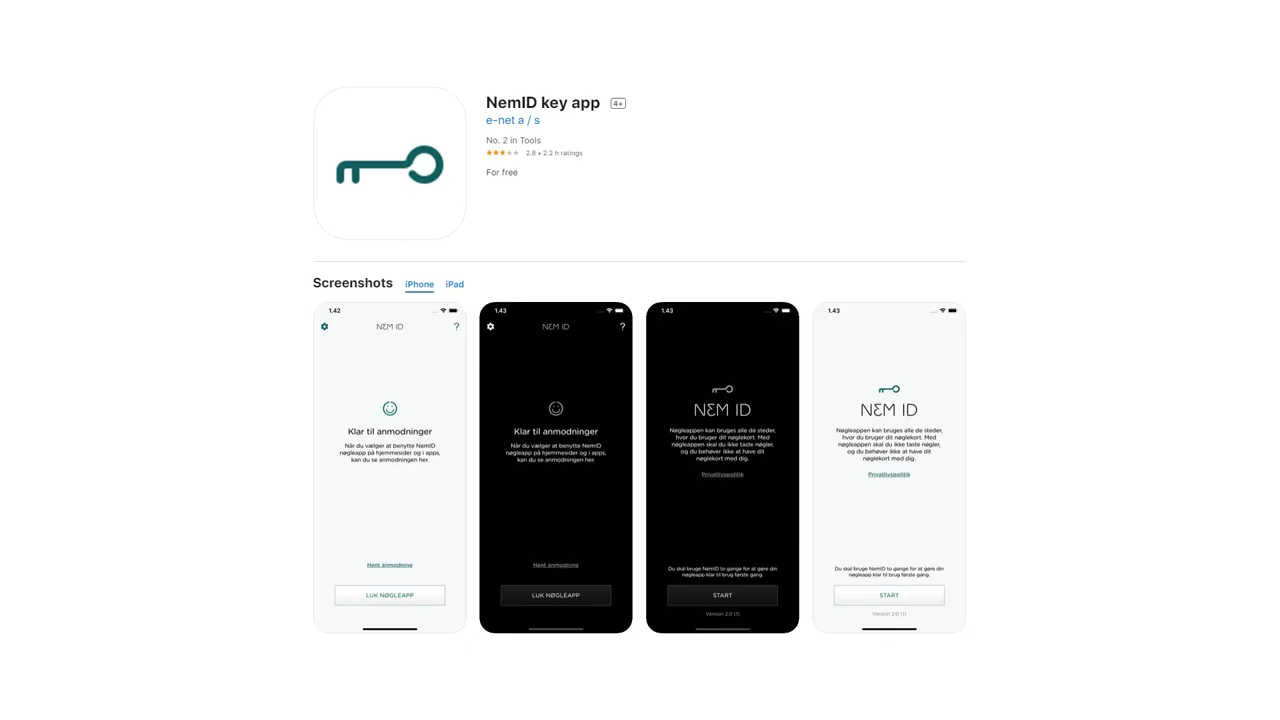 NemID key app 4+
e-net a / s
No. 2 in Tools
2.8 • 2.2 h ratings
For free
Screenshots iPhone iPad
1.42
NEM ID ?
Klar til anmodninger
Når du vælger at benytte NemID
nøgleapp på hjemmesider og i apps,
kan du se anmodningen her.
Hent anmodning
LUK NØGLEAPP
1.43
NEM ID ?
Klar til anmodninger
Når du vælger at benytte NemID
nøgleapp på hjemmesider og i apps,
kan du se anmodningen her.
Hent anmodning
LUK NØGLEAPP
1.43
NEM ID
Nøgleappen kan bruges alle de steder,
hvor du bruger dit nøglekort. Med
nøgleappen skal du ikke taste nøgler,
og du behøver ikke at have dit
nøglekort med dig.
Privatlivspolitik
Du skal bruge NemID to gange for at gøre din
nøgleapp klar til brug første gang.
START
Version 2.0 (1)
1.43
NEM ID
Nøgleappen kan bruges alle de steder,
hvor du bruger dit nøglekort. Med
nøgleappen skal du ikke taste nøgler,
og du behøver ikke at have dit
nøglekort med dig.
Privatlivspolitik
Du skal bruge NemID to gange for at gøre din
nøgleapp klar til brug første gang.
START
Version 2.0 (1)